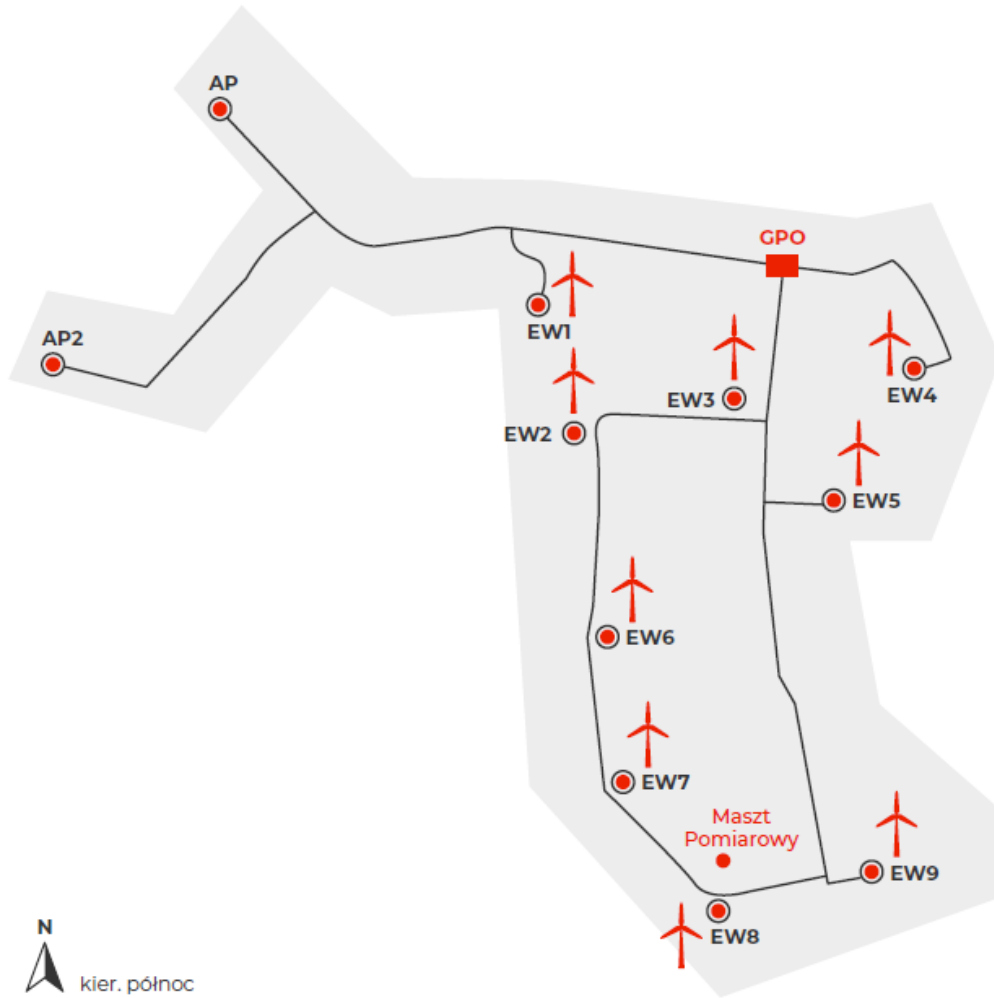 AP
GPO
EW1
AP2
EW3
EW4
EW2
EW5
EW6
EW7
Maszt
Pomiarowy
EW9
EW8
N
kier. północ